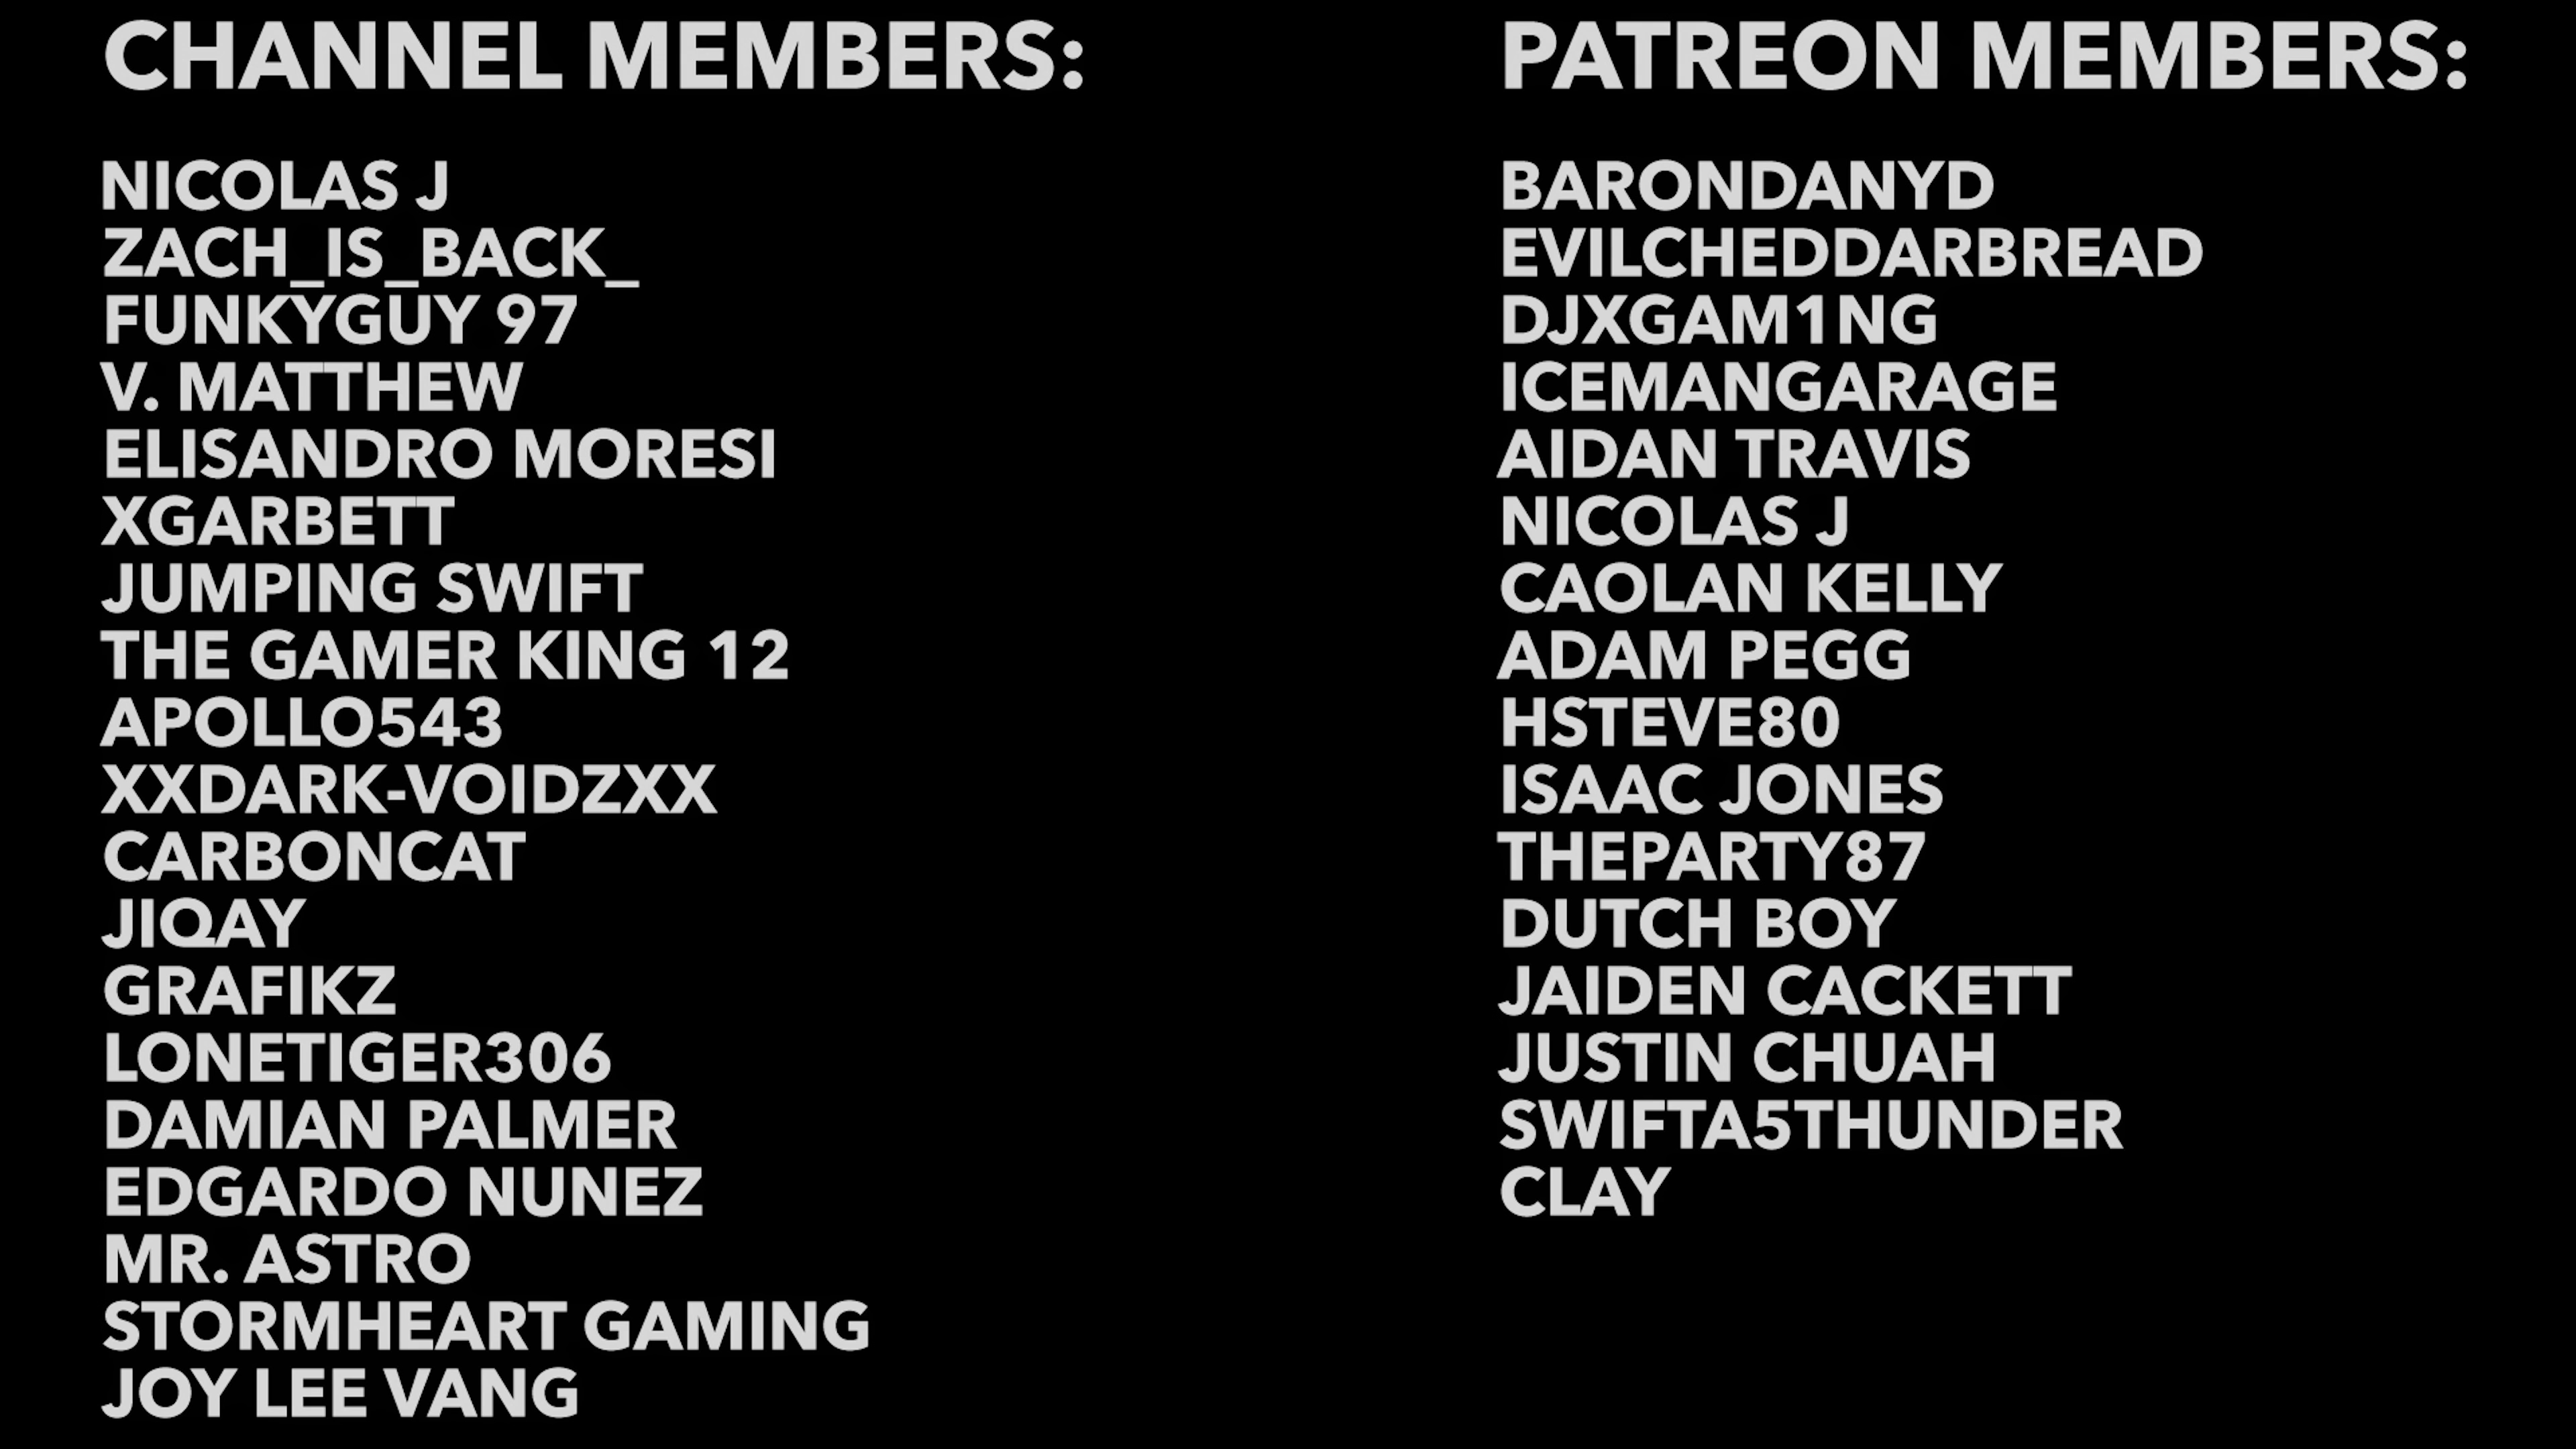 CHANNEL MEMBERS:
NICOLAS J
ZACH_IS_BACK_
FUNKYGUY 97
V. MATTHEW
ELISANDRO MORESI
XGARBETT
JUMPING SWIFT
THE GAMER KING 12
APOLLO543
XXDARK-VOIDZXX
CARBONCAT
JIQAY
GRAFIKZ
LONETIGER306
DAMIAN PALMER
EDGARDO NUNEZ
MR. ASTRO
STORMHEART GAMING
JOY LEE VANG
PATREON MEMBERS:
BARONDANYD
EVILCHEDDARBREAD
DJXGAM1NG
ICEMANGARAGE
AIDAN TRAVIS
NICOLAS J
CAOLAN KELLY
ADAM PEGG
HSTEVE80
ISAAC JONES
THEPARTY87
DUTCH BOY
JAIDEN CACKETT
JUSTIN CHUAH
SWIFTA5THUNDER
CLAY